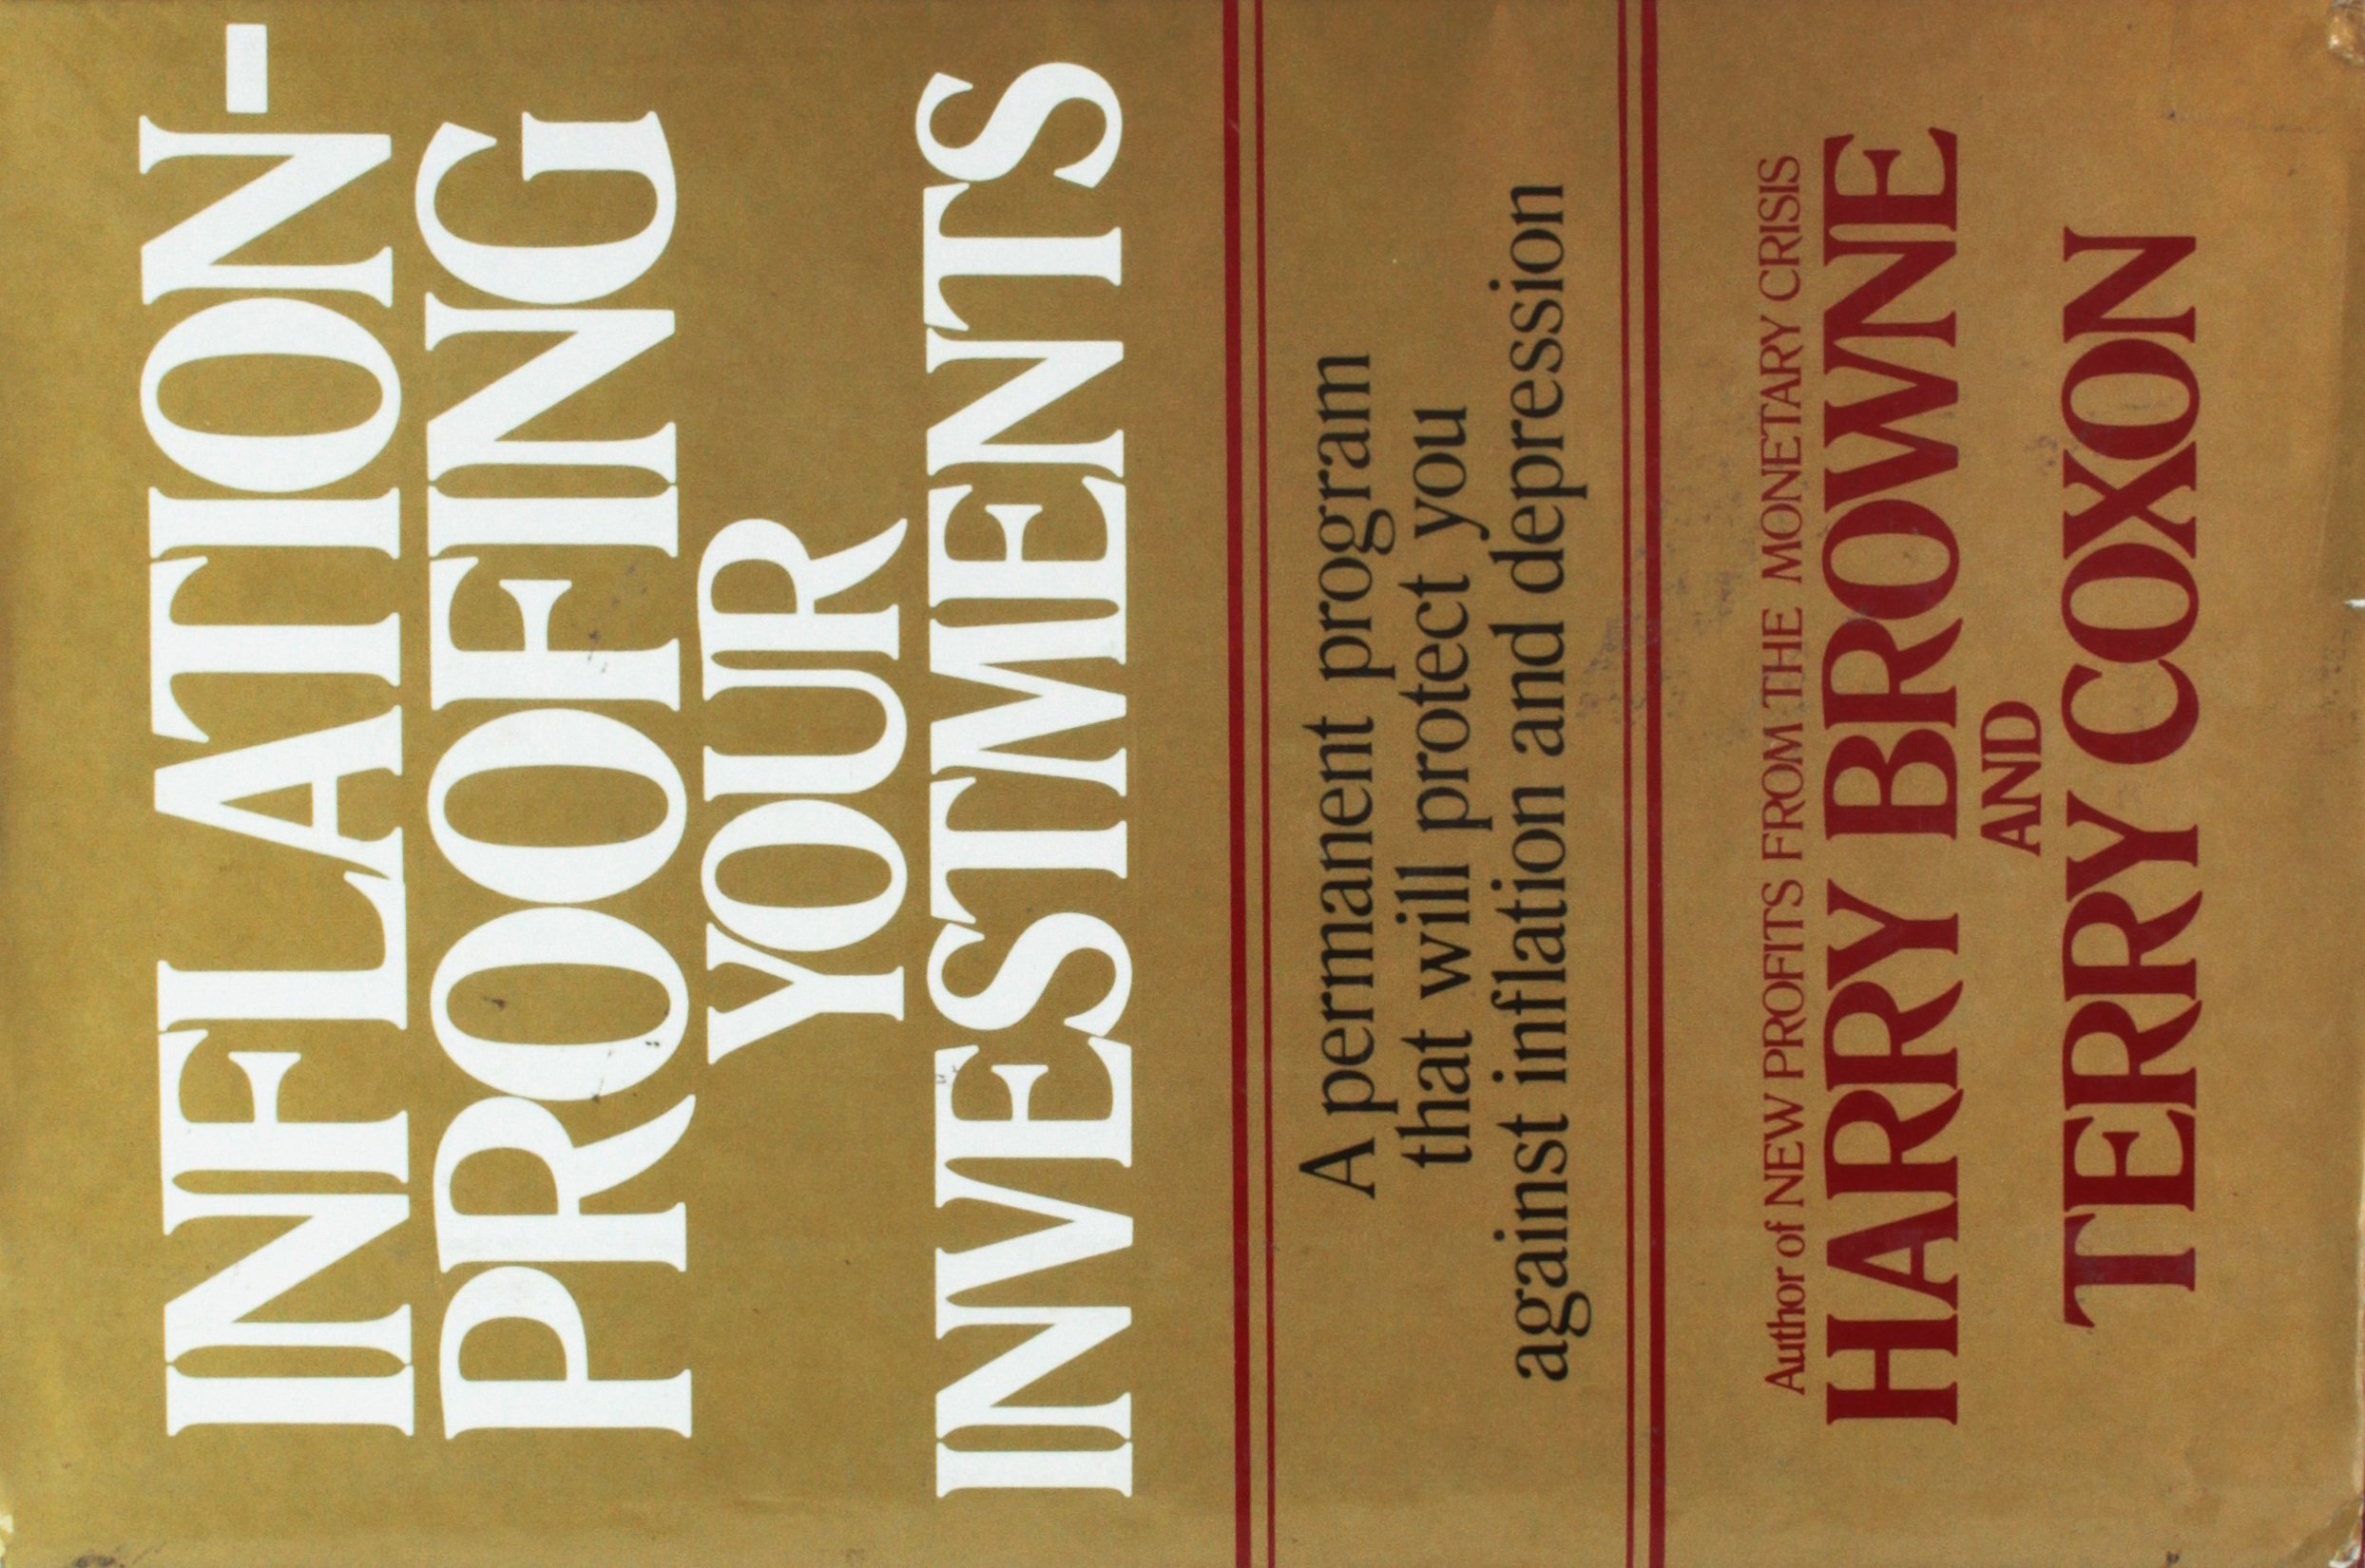 INFLATION-
PROOFING
YOUR
INVESTMENTS
A permanent program
that will protect you
against inflation and depression
Author of NEW PROFITS FROM THE MONETARY CRISIS
HARRY BROWNE
AND
TERRY COXON